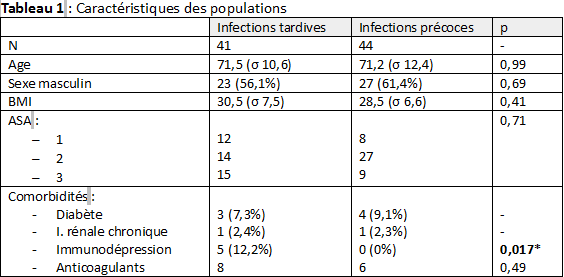 Tableau 1 : Caractéristiques des populations
Infections tardives Infections précoces p
N 41 44 -
Age 71,5 (σ 10,6) 71,2 (σ 12,4) 0,99
Sexe masculin 23 (56,1%) 27 (61,4%) 0,69
BMI 30,5 (σ 7,5) 28,5 (σ 6,6) 0,41
ASA : 0,71
– 1 12 8
– 2 14 27
– 3 15 9
Comorbidités :
- Diabète 3 (7,3%) 4 (9,1%) -
- I. rénale chronique 1 (2,4%) 1 (2,3%) -
- Immunodépression 5 (12,2%) 0 (0%) 0,017*
- Anticoagulants 8 6 0,49